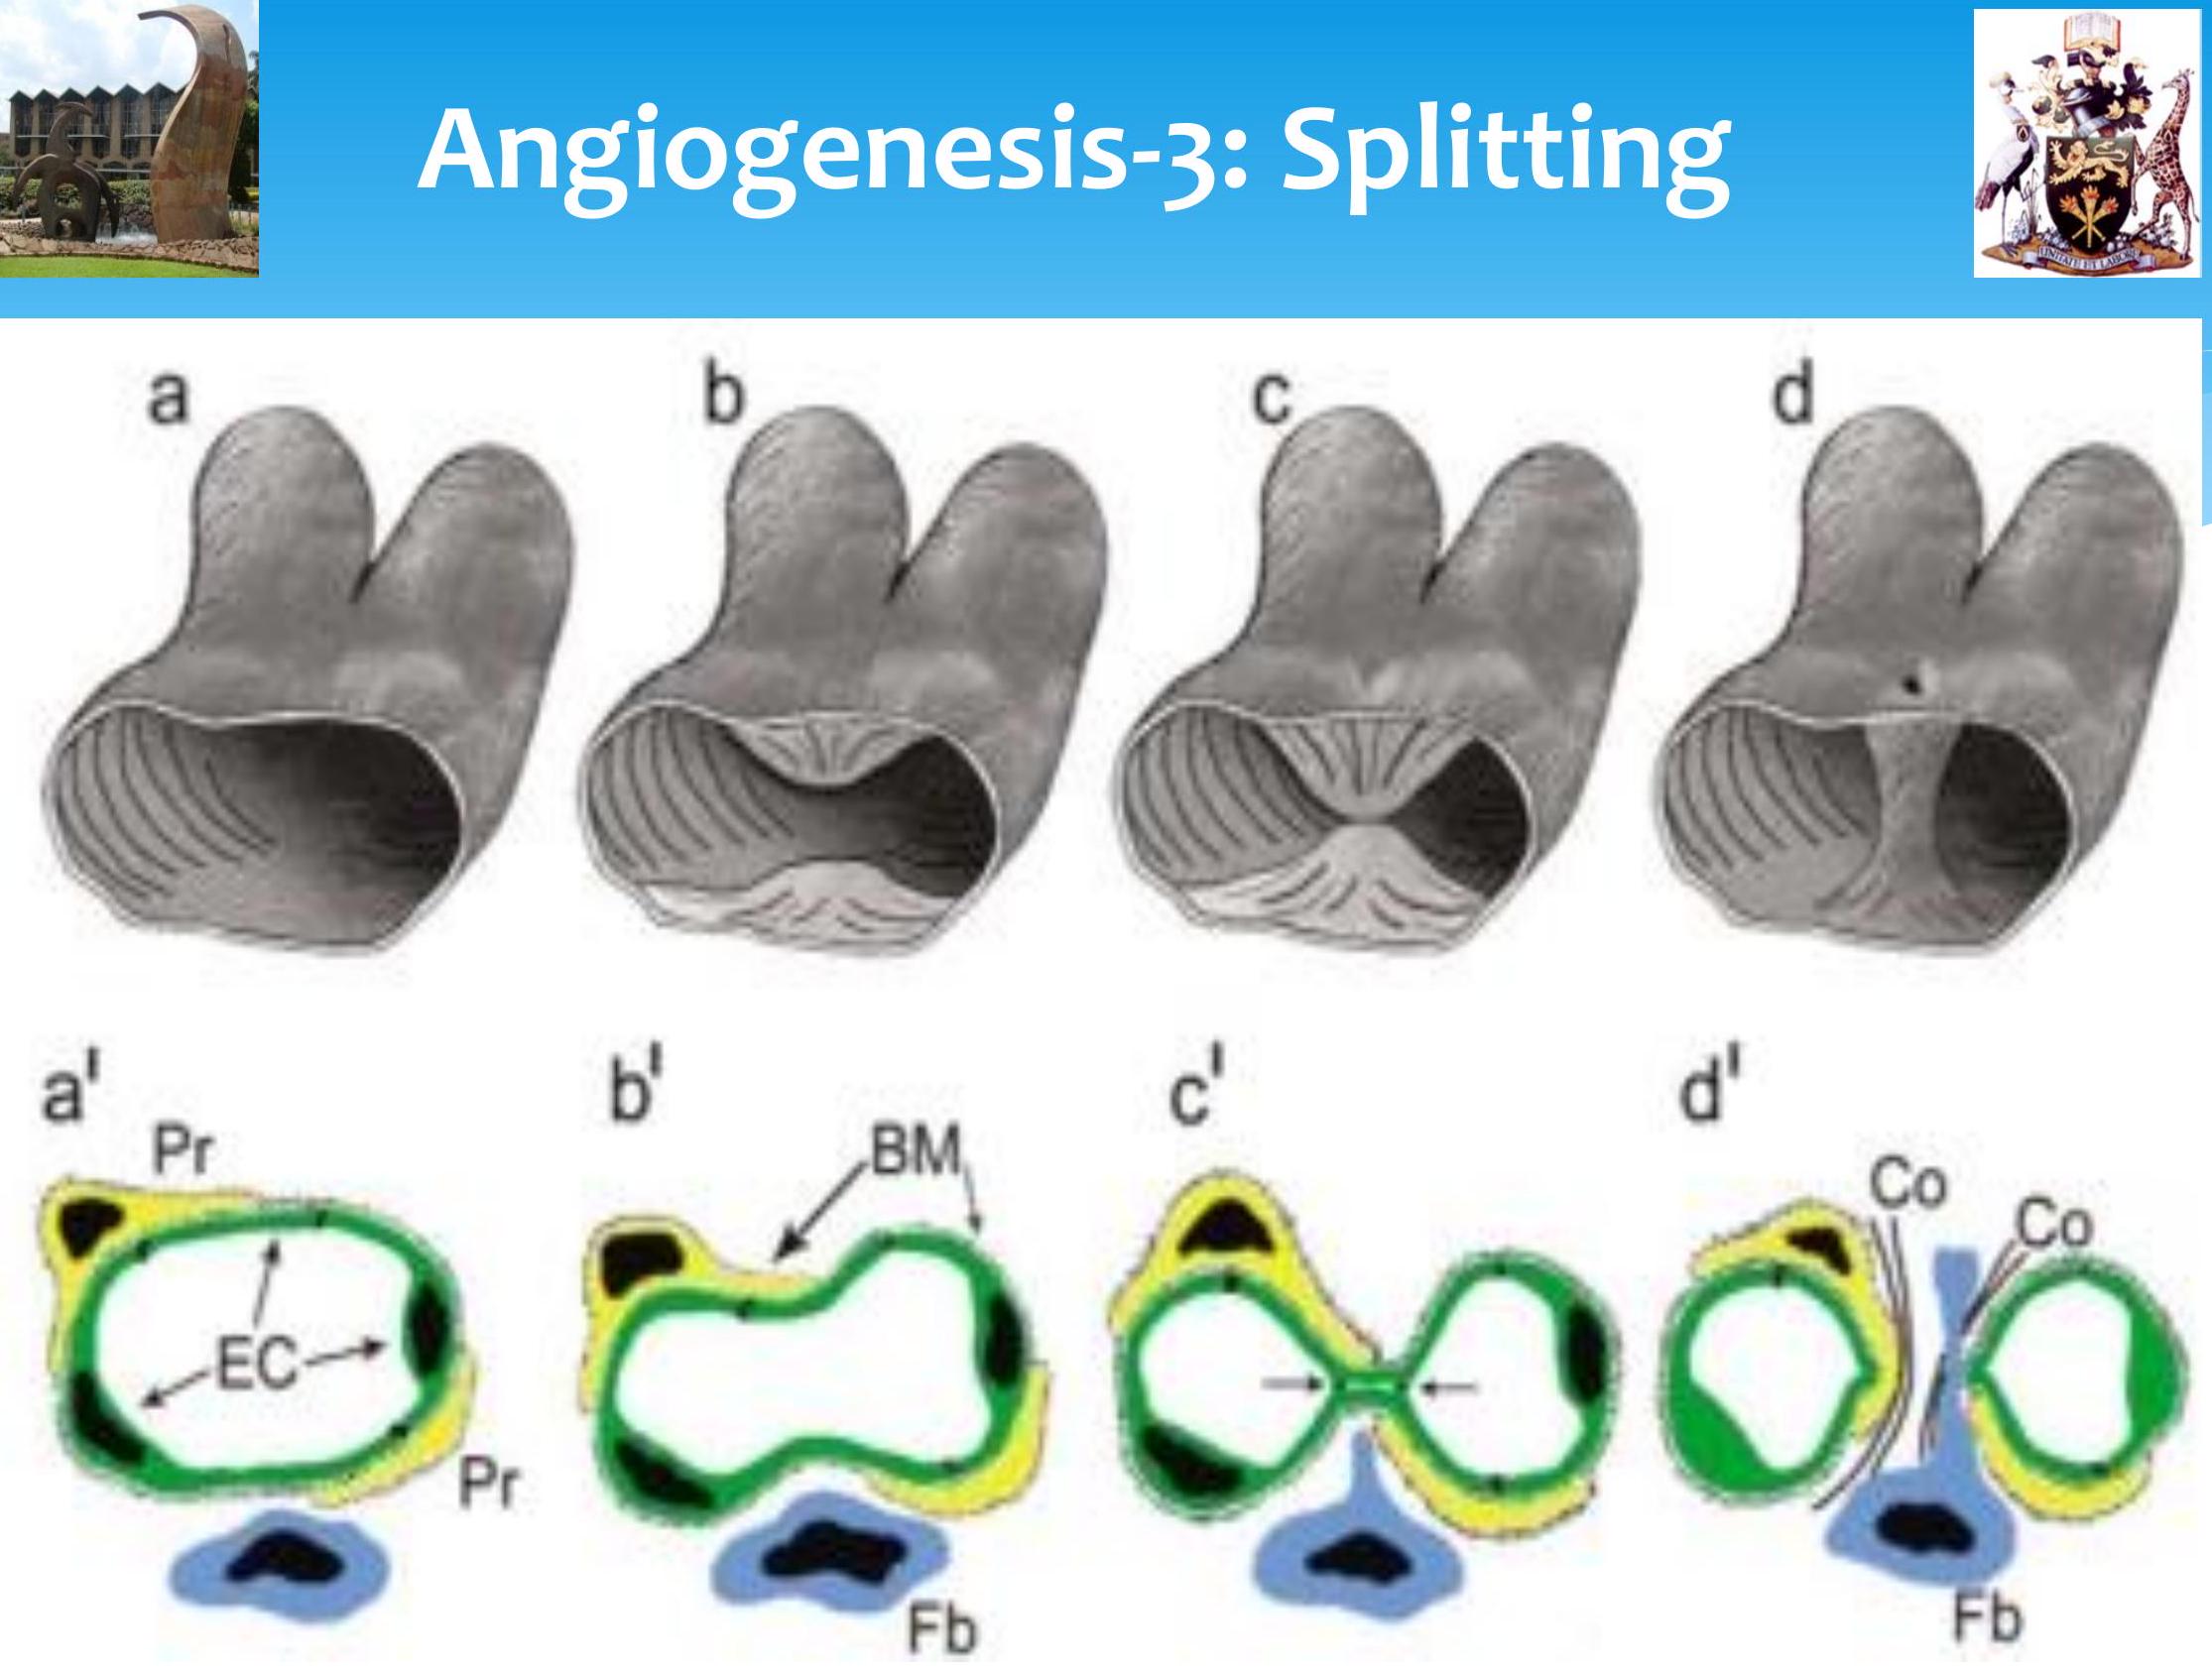 Angiogenesis-3: Splitting
UNITATE ET LABORE
a b c d
a' b' c' d'
Pr BM Co Co
EC
Pr
Fb Fb